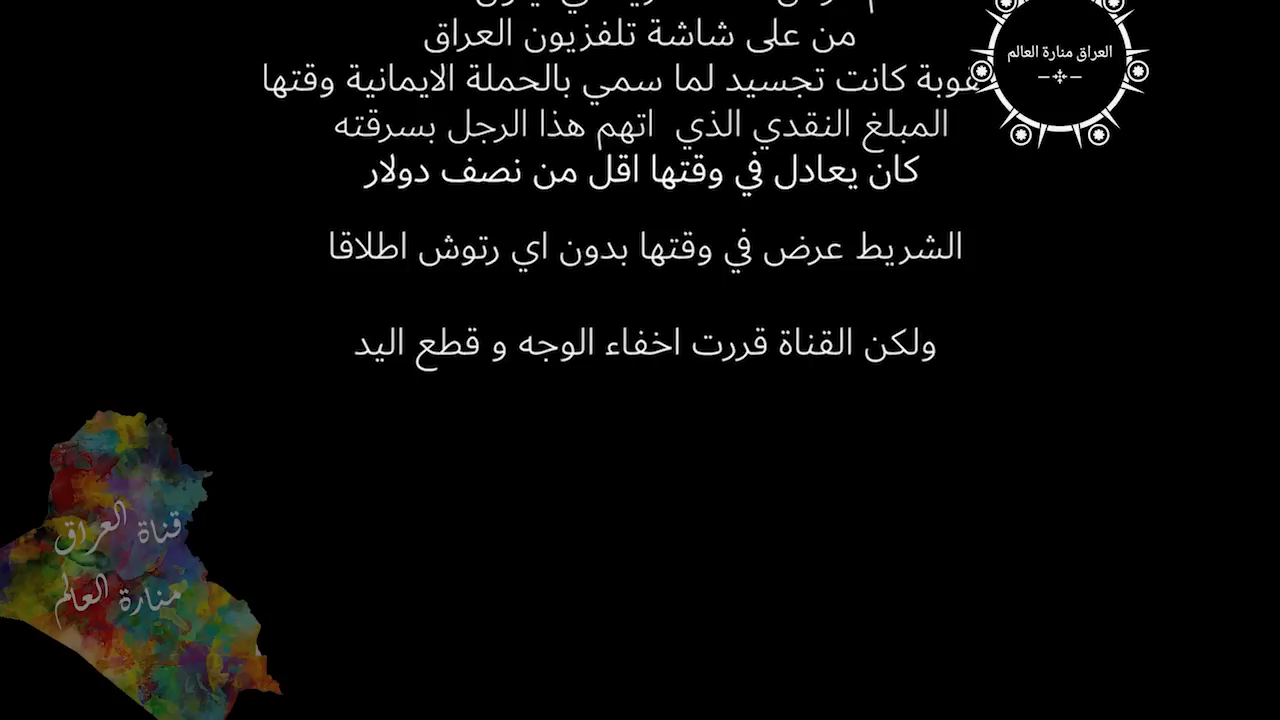 من على شاشة تلفزيون العراق
كانت تجسيد لما سمي بالحملة الايمانية وقتها
المبلغ النقدي الذي اتهم هذا الرجل بسرقته
كان يعادل في وقتها اقل من نصف دولار
الشريط عرض في وقتها بدون اي رتوش اطلاقا
ولكن القناة قررت اخفاء الوجه و قطع اليد
العراق منارة العالم
قناة العراق
منارة العالم